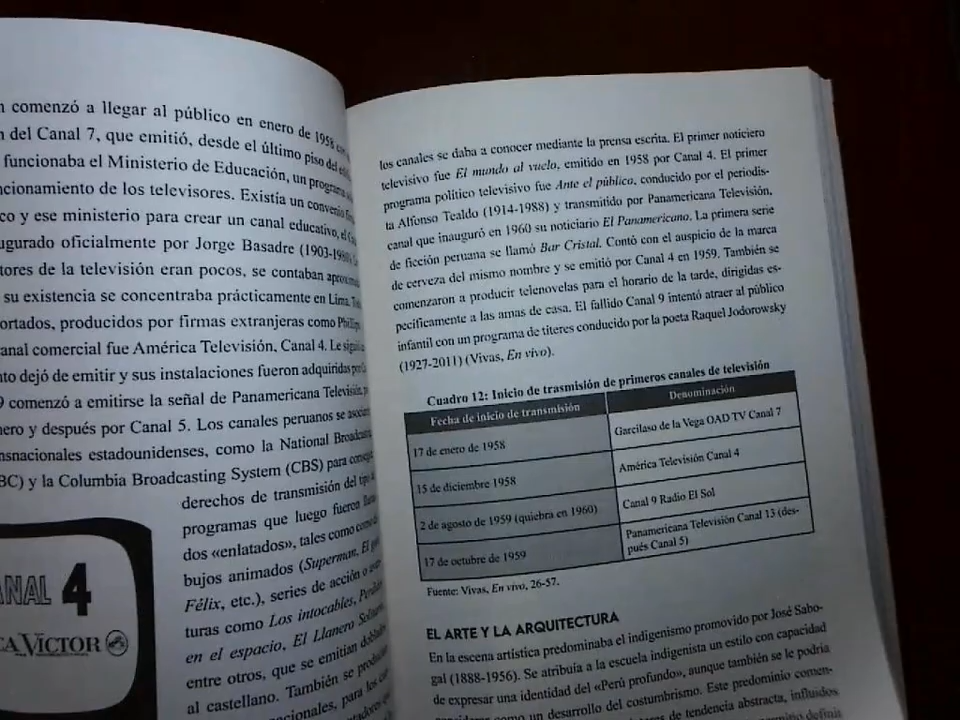 comenzó a llegar al público en enero de 1958
del Canal 7, que emitió, desde el último piso del
funcionaba el Ministerio de Educación, un programa
ncionamiento de los televisores. Existía un convenio
co y ese ministerio para crear un canal educativo, el
ugurado oficialmente por Jorge Basadre
tores de la televisión eran pocos, se contaban
su existencia se concentraba prácticamente en Lima.
ortados, producidos por firmas extranjeras como
anal comercial fue América Televisión, Canal 4. Le
nto dejó de emitir y sus instalaciones fueron adquiridas
9 comenzó a emitirse la señal de Panamericana Televisión,
nero y después por Canal 5. Los canales peruanos se
nsnacionales estadounidenses, como la National
BC) y la Columbia Broadcasting System (CBS) para
derechos de transmisión del
programas que luego fueron
dos «enlatados», tales como
bujos animados (Superman, El
Félix, etc.), series de acción o
turas como Los intocables,
en el espacio, El Llanero
entre otros, que se emitían
al castellano. También se
nacionales, para los
ANAL 4
CA VICTOR
los canales se daba a conocer mediante la prensa escrita. El primer noticiero
televisivo fue El mundo al vuelo, emitido en 1958 por Canal 4. El primer
programa político televisivo fue Ante el público, conducido por el periodis-
ta Alfonso Tealdo (1914-1988) y transmitido por Panamericana Televisión,
canal que inauguró en 1960 su noticiario El Panamericano. La primera serie
de ficción peruana se llamó Bar Cristal. Contó con el auspicio de la marca
de cerveza del mismo nombre y se emitió por Canal 4 en 1959. También se
comenzaron a producir telenovelas para el horario de la tarde, dirigidas es-
pecíficamente a las amas de casa. El fallido Canal 9 intentó atraer al público
infantil con un programa de títeres conducido por la poeta Raquel Jodorowsky
(1927-2011) (Vivas, En vivo).
Cuadro 12: Inicio de trasmisión de primeros canales de televisión
Fecha de inicio de transmisión Denominación
17 de enero de 1958 Garcilaso de la Vega OAD TV Canal 7
15 de diciembre 1958 América Televisión Canal 4
2 de agosto de 1959 (quiebra en 1960) Canal 9 Radio El Sol
17 de octubre de 1959 Panamericana Televisión Canal 13 (des-
pués Canal 5)
Fuente: Vivas, En vivo, 26-57.
EL ARTE Y LA ARQUITECTURA
En la escena artística predominaba el indigenismo promovido por José Sabo-
gal (1888-1956). Se atribuía a la escuela indigenista un estilo con capacidad
de expresar una identidad del «Perú profundo», aunque también se le podría
como un desarrollo del costumbrismo. Este predominio comen-
de tendencia abstracta, influidos